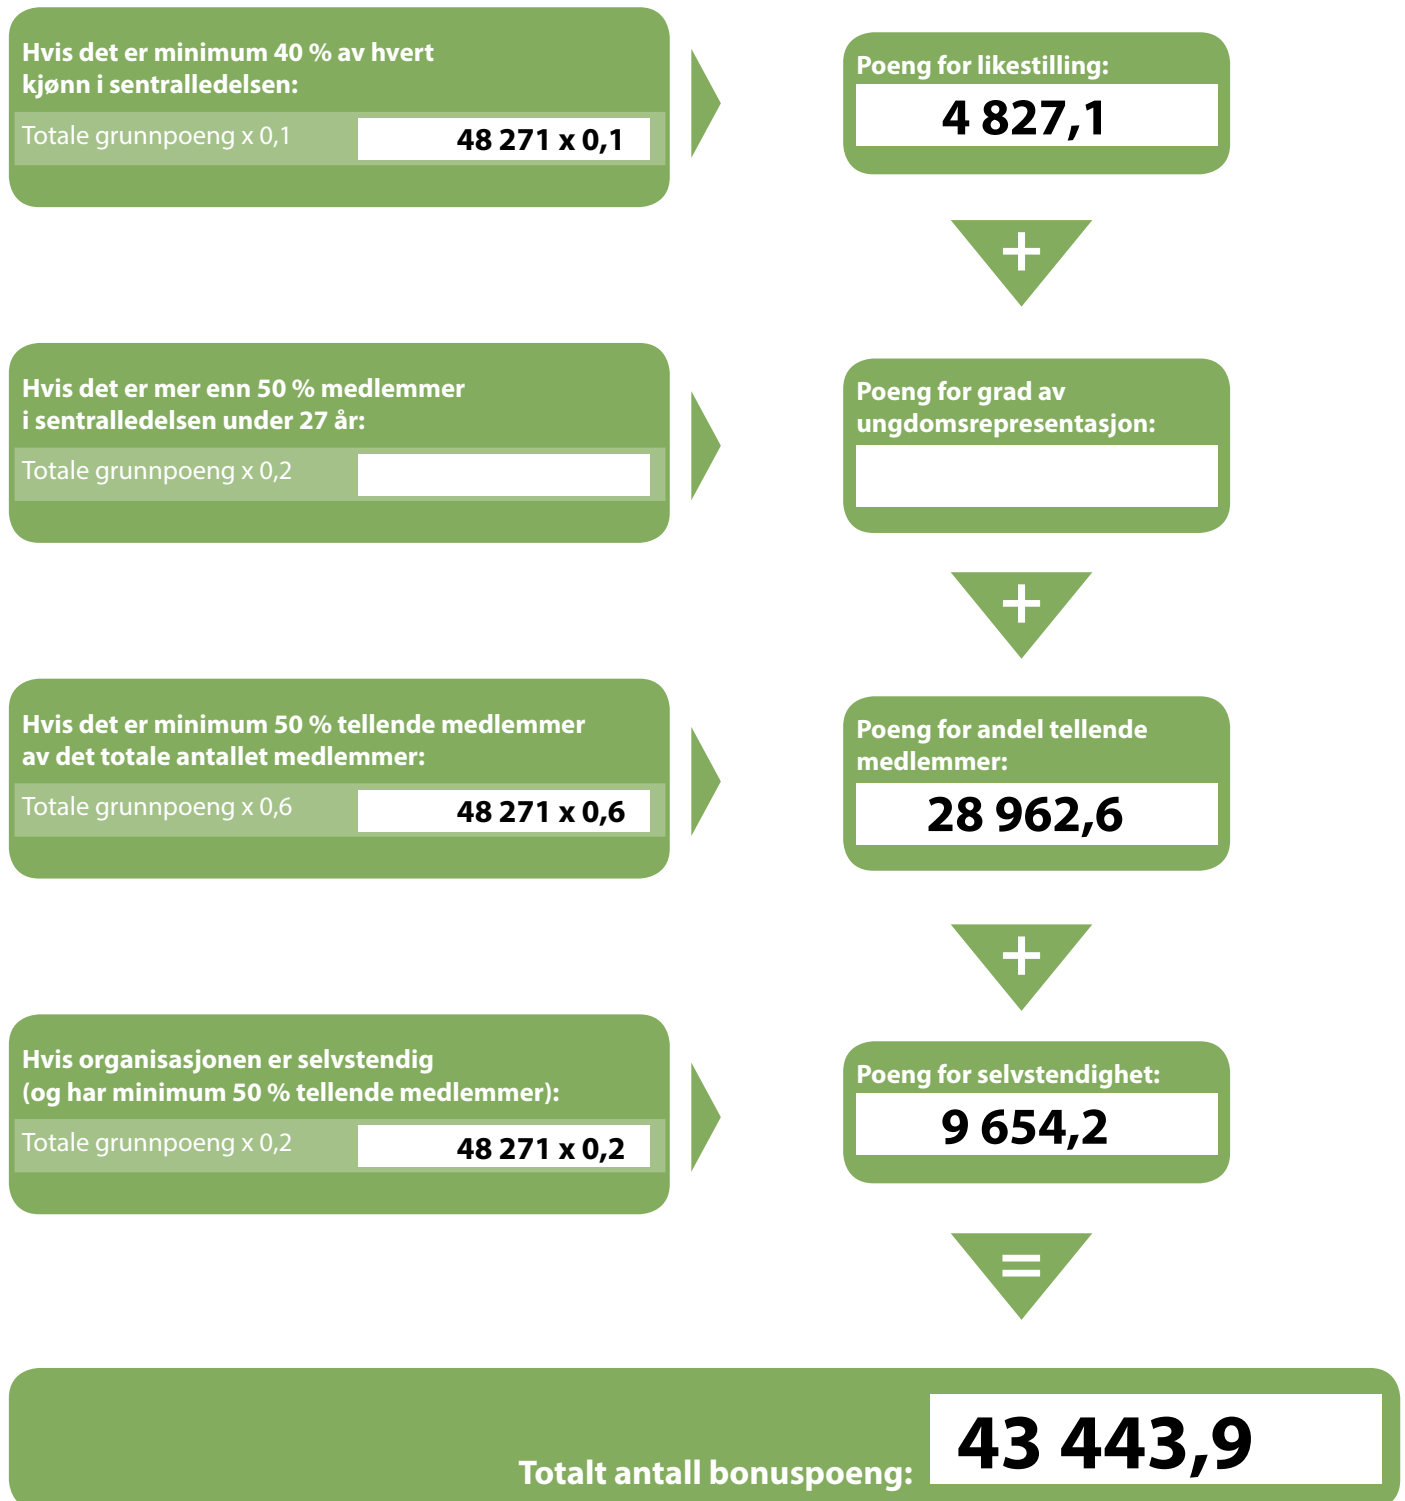 Hvis det er minimum 40 % av hvert
kjønn i sentralledelsen:
Totale grunnpoeng x 0,1
48 271 x 0,1
Poeng for likestilling:
4 827,1
+
Hvis det er mer enn 50 % medlemmer
i sentralledelsen under 27 år:
Totale grunnpoeng x 0,2
Poeng for grad av
ungdomsrepresentasjon:
+
Hvis det er minimum 50 % tellende medlemmer
av det totale antallet medlemmer:
Totale grunnpoeng x 0,6
48 271 x 0,6
Poeng for andel tellende
medlemmer:
28 962,6
+
Hvis organisasjonen er selvstendig
(og har minimum 50 % tellende medlemmer):
Totale grunnpoeng x 0,2
48 271 x 0,2
Poeng for selvstendighet:
9 654,2
=
Totalt antall bonuspoeng:
43 443,9